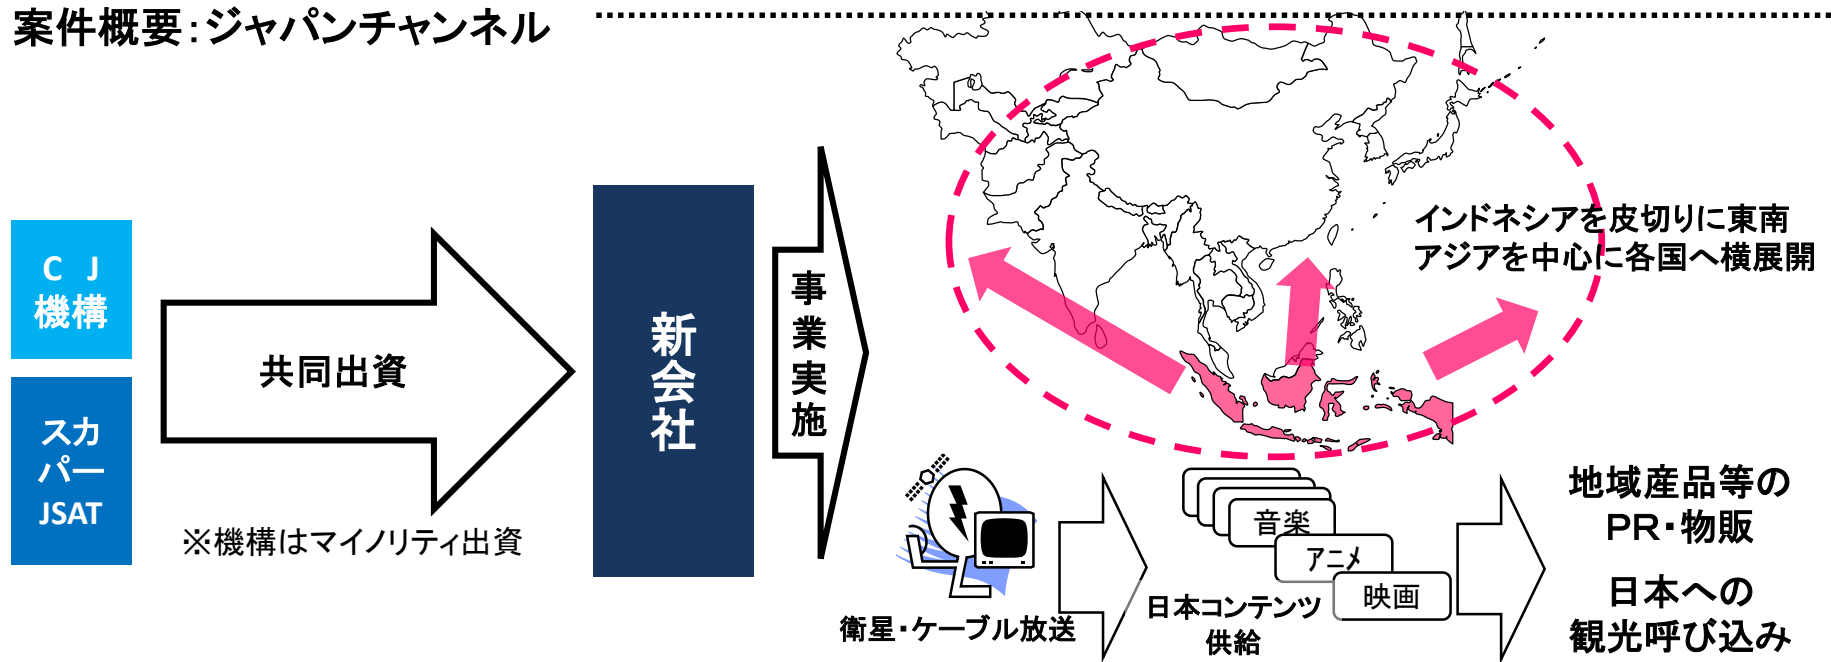 案件概要：ジャパンチャンネル
CJ
機構
スカ
パー
JSAT
共同出資
※機構はマイノリティ出資
新会社
事業実施
インドネシアを皮切りに東南
アジアを中心に各国へ横展開
衛星・ケーブル放送
音楽
アニメ
映画
日本コンテンツ
供給
地域産品等の
PR・物販
日本への
観光呼び込み